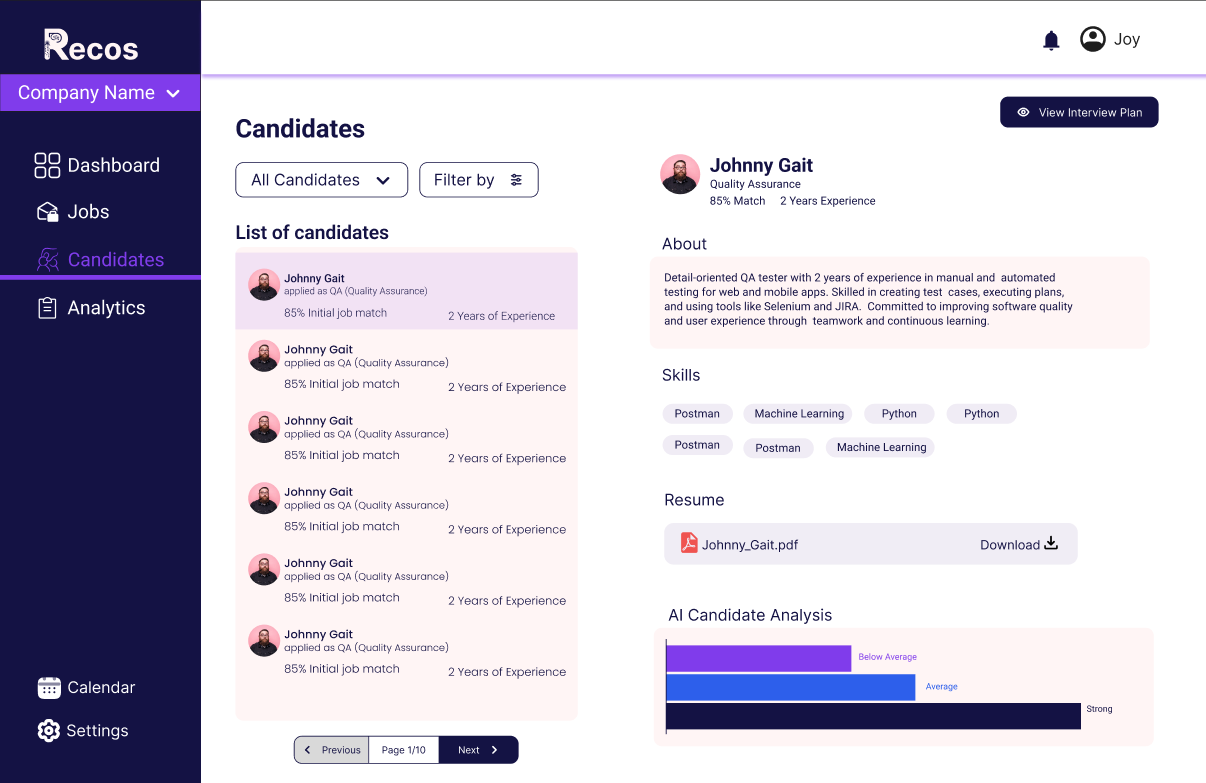 Recos
Company Name
Dashboard
Jobs
Candidates
Analytics
Calendar
Settings
Joy
View Interview Plan
Candidates
All Candidates
Filter by
List of candidates
Johnny Gait
applied as QA (Quality Assurance)
85% Initial job match
2 Years of Experience
Johnny Gait
applied as QA (Quality Assurance)
85% Initial job match
2 Years of Experience
Johnny Gait
applied as QA (Quality Assurance)
85% Initial job match
2 Years of Experience
Johnny Gait
applied as QA (Quality Assurance)
85% Initial job match
2 Years of Experience
Johnny Gait
applied as QA (Quality Assurance)
85% Initial job match
2 Years of Experience
Johnny Gait
applied as QA (Quality Assurance)
85% Initial job match
2 Years of Experience
Previous
Page 1/10
Next
Johnny Gait
Quality Assurance
85% Match 2 Years Experience
About
Detail-oriented QA tester with 2 years of experience in manual and automated
testing for web and mobile apps. Skilled in creating test cases, executing plans,
and using tools like Selenium and JIRA. Committed to improving software quality
and user experience through teamwork and continuous learning.
Skills
Postman Machine Learning Python Python
Postman Postman Machine Learning
Resume
Johnny_Gait.pdf Download
AI Candidate Analysis
Below Average
Average
Strong